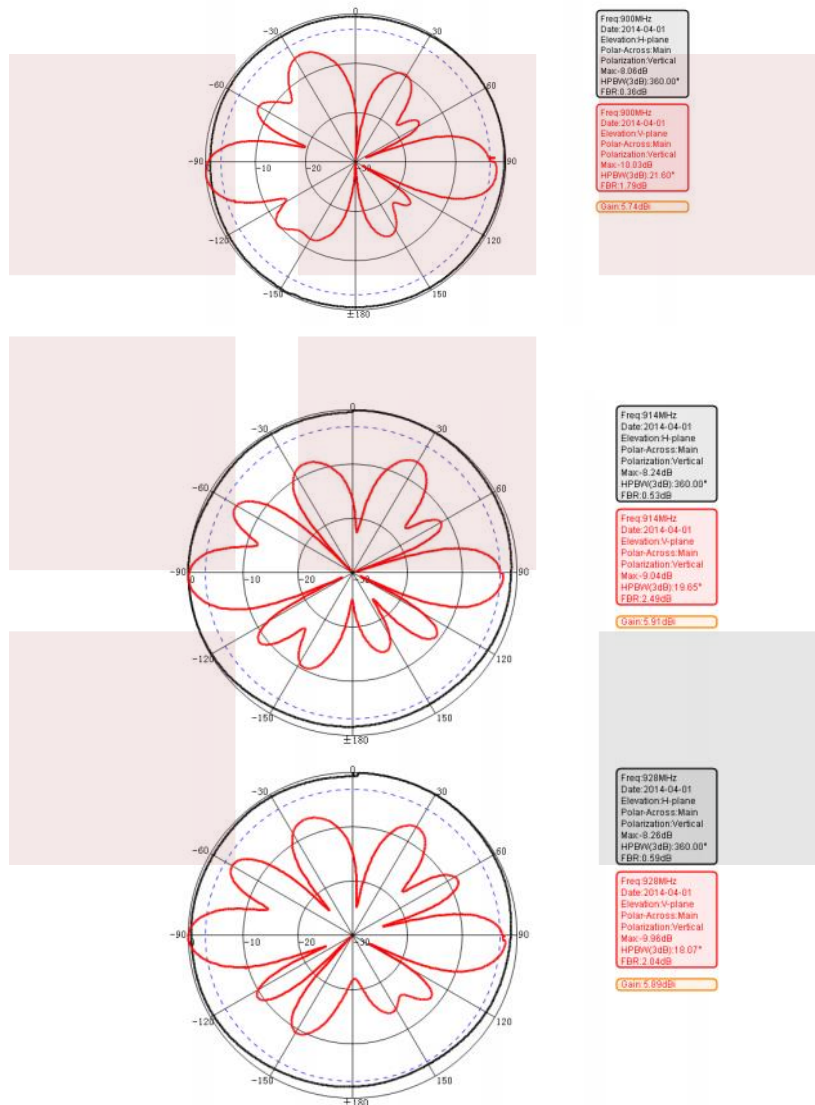 0
-30
30
-60
60
-90
0
-10
-20
-30
90
-120
120
-150
150
±180
Freq:900MHz
Date:2014-04-01
Elevation:H-plane
Polar-Across:Main
Polarization:Vertical
Max:-8.06dB
HPBW(3dB):360.00°
FBR:0.36dB
Freq:900MHz
Date:2014-04-01
Elevation:V-plane
Polar-Across:Main
Polarization:Vertical
Max:-10.03dB
HPBW(3dB):21.60°
FBR:1.79dB
Gain:5.74dBi
0
-30
30
-60
60
-90
0
-10
-20
-30
90
-120
120
-150
150
±180
Freq:914MHz
Date:2014-04-01
Elevation:H-plane
Polar-Across:Main
Polarization:Vertical
Max:-8.24dB
HPBW(3dB):360.00°
FBR:0.53dB
Freq:914MHz
Date:2014-04-01
Elevation:V-plane
Polar-Across:Main
Polarization:Vertical
Max:-9.04dB
HPBW(3dB):19.65°
FBR:2.49dB
Gain:5.91dBi
0
-30
30
-60
60
-90
0
-10
-20
-30
90
-120
120
-150
150
±180
Freq:928MHz
Date:2014-04-01
Elevation:H-plane
Polar-Across:Main
Polarization:Vertical
Max:-8.26dB
HPBW(3dB):360.00°
FBR:0.59dB
Freq:928MHz
Date:2014-04-01
Elevation:V-plane
Polar-Across:Main
Polarization:Vertical
Max:-9.96dB
HPBW(3dB):18.07°
FBR:2.04dB
Gain:5.89dBi